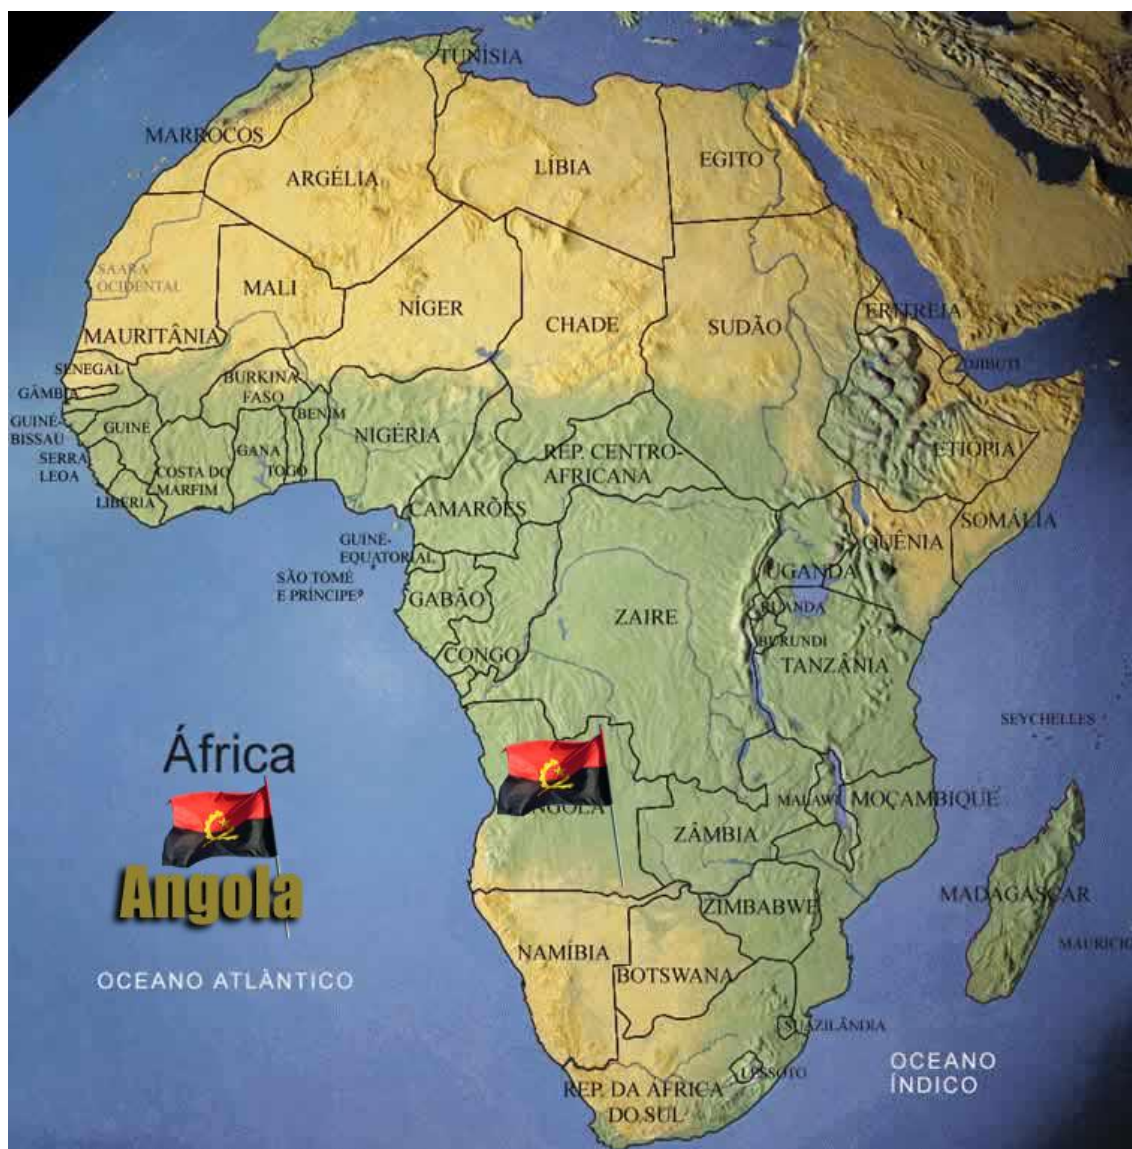 TUNÍSIA
MARROCOS
ARGÉLIA
LÍBIA
EGITO
SAARA
OCIDENTAL
MALI
NÍGER
CHADE
SUDÃO
ERITREIA
MAURITÂNIA
SENEGAL
DJIBUTI
GÂMBIA
BURKINA
FASO
BENIM
GUINÉ-
BISSAU
GUINÉ
NIGÉRIA
GANA
TOGO
REP. CENTRO-
AFRICANA
ETIÓPIA
SERRA
LEOA
COSTA DO
MARFIM
LIBÉRIA
CAMARÕES
SOMÁLIA
QUÊNIA
GUINÉ-
EQUATORIAL
UGANDA
SÃO TOMÉ
E PRÍNCIPE
GABÃO
RUANDA
ZAIRE
BURUNDI
CONGO
TANZÂNIA
SEYCHELLES
África
ANGOLA
MALAWI
MOÇAMBIQUE
ZÂMBIA
Angola
MADAGASCAR
ZIMBABWE
MAURICIO
NAMÍBIA
BOTSWANA
OCEANO ATLÂNTICO
SUAZILÂNDIA
OCEANO
ÍNDICO
LESSOTO
REP. DA ÁFRICA
DO SUL